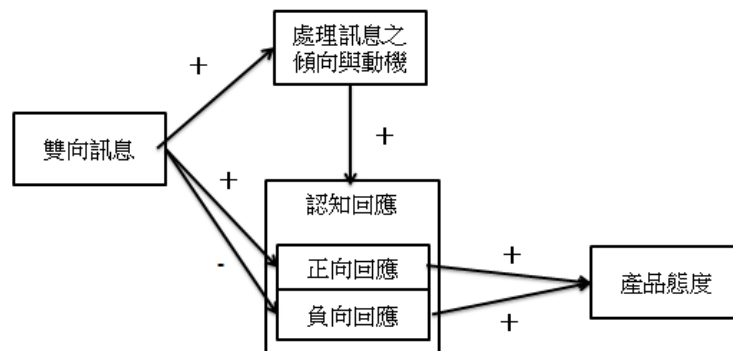 處理訊息之
傾向與動機
+
+
雙向訊息
+
認知回應
-
正向回應
+
產品態度
負向回應
+